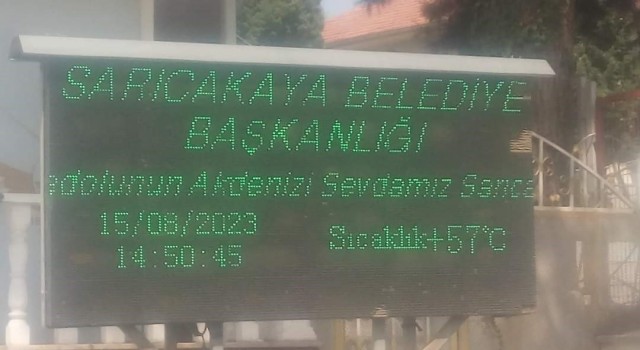 SARICAKAYA BELEDİYE
BAŞKANLIĞI
adolunun Akdenizi Sevdamız Sarıca
15/08/2023
14:50:45
Sıcaklık+57°C